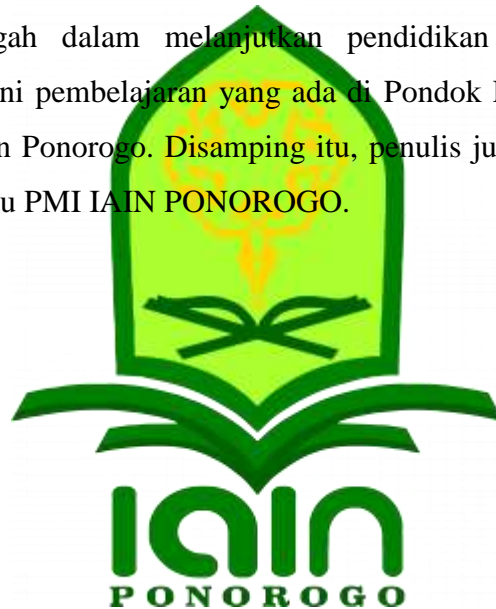 gah dalam melanjutkan pendidikan
ni pembelajaran yang ada di Pondok
n Ponorogo. Disamping itu, penulis ju
u PMI IAIN PONOROGO.
iain
PONOROGO